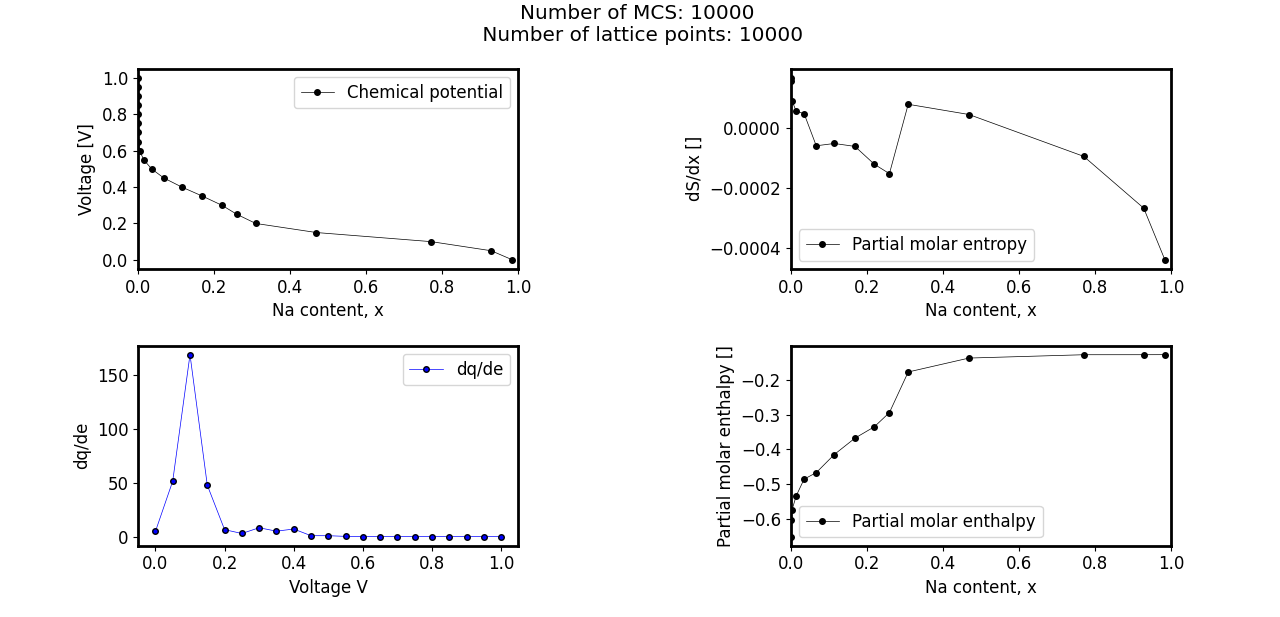 Number of MCS: 10000
Number of lattice points: 10000
Chemical potential
Voltage [V]
1.0
0.8
0.6
0.4
0.2
0.0
0.0 0.2 0.4 0.6 0.8 1.0
Na content, x
Partial molar entropy
dS/dx []
0.0000
−0.0002
−0.0004
0.0 0.2 0.4 0.6 0.8 1.0
Na content, x
dq/de
dq/de
150
100
50
0
0.0 0.2 0.4 0.6 0.8 1.0
Voltage V
Partial molar enthalpy
Partial molar enthalpy []
−0.2
−0.3
−0.4
−0.5
−0.6
0.0 0.2 0.4 0.6 0.8 1.0
Na content, x